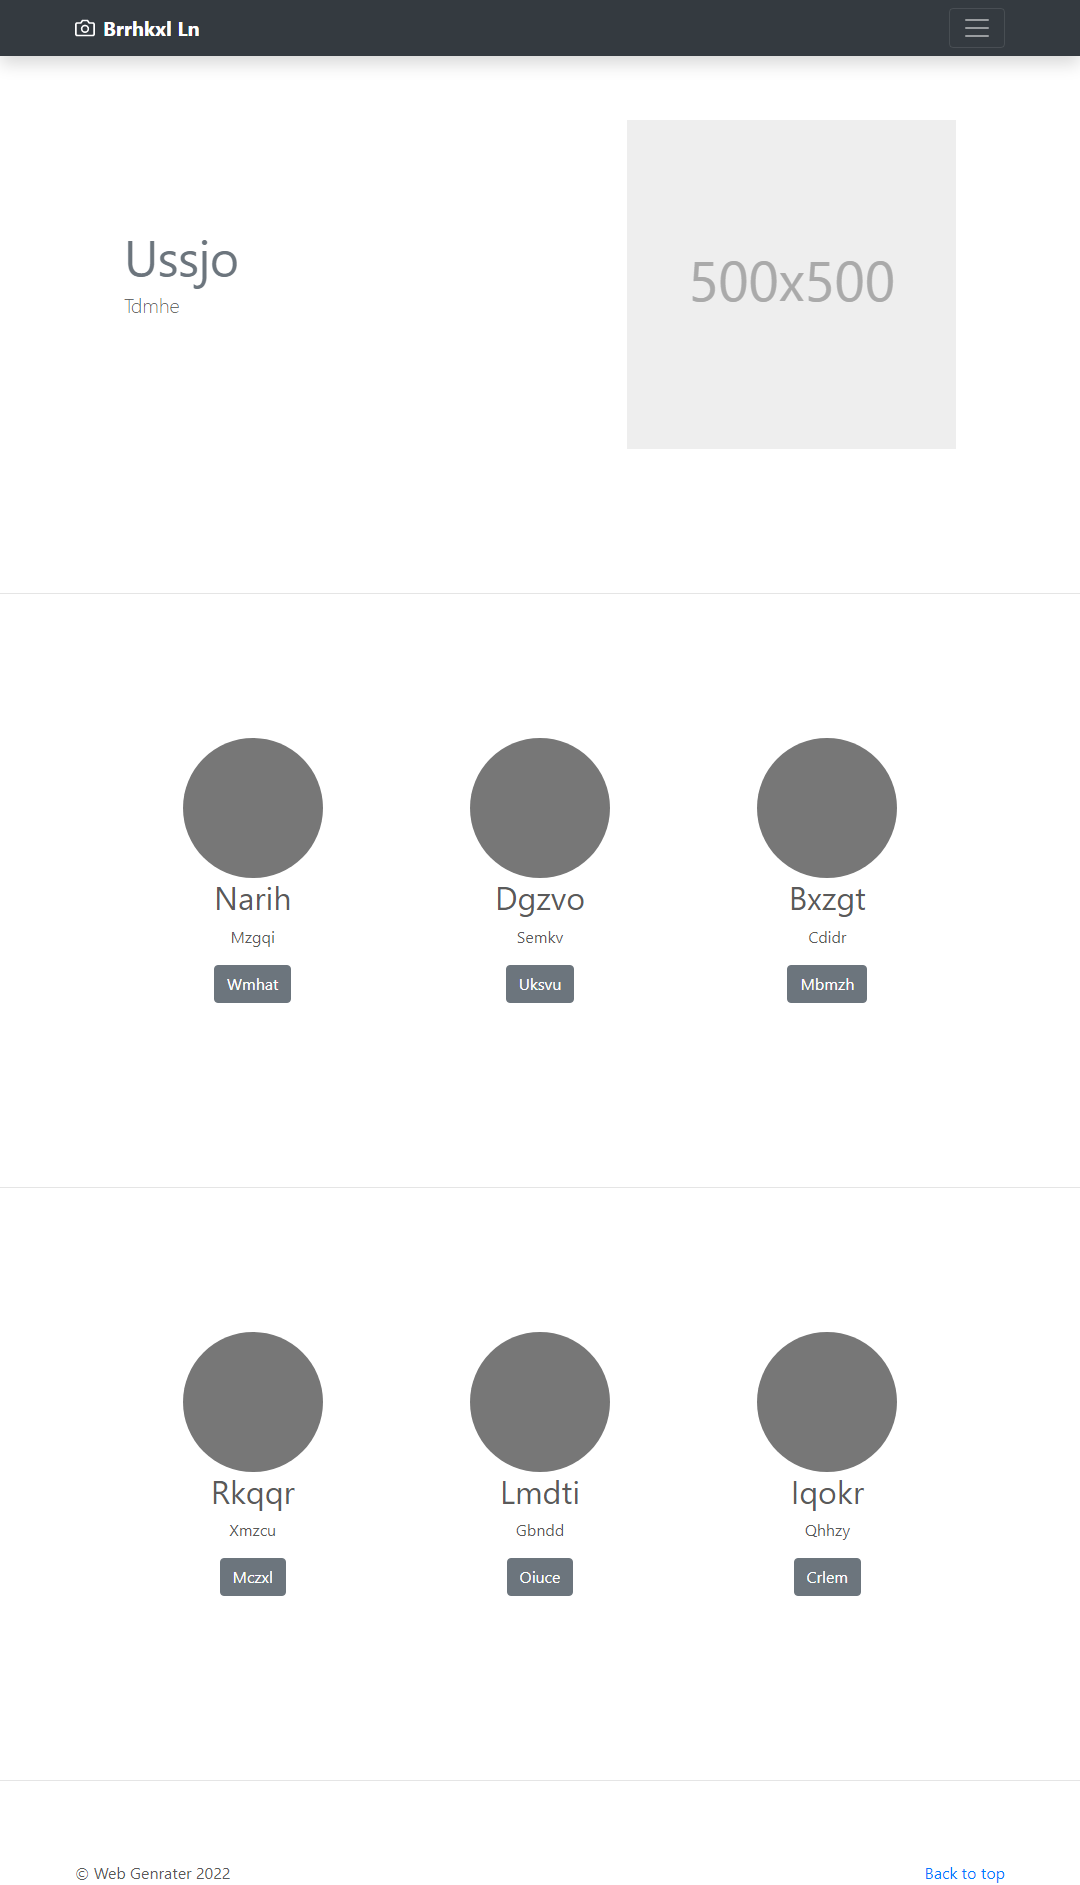 Brrhkxl Ln
Ussjo
Tdmhe
500x500
Narih
Dgzvo
Bxzgt
Mzgqi
Semkv
Cdidr
Wmhat
Uksvu
Mbmzh
Rkqqr
Lmdti
Iqokr
Xmzcu
Gbndd
Qhhzy
Mczxl
Oiuce
Crlem
© Web Genrater 2022
Back to top